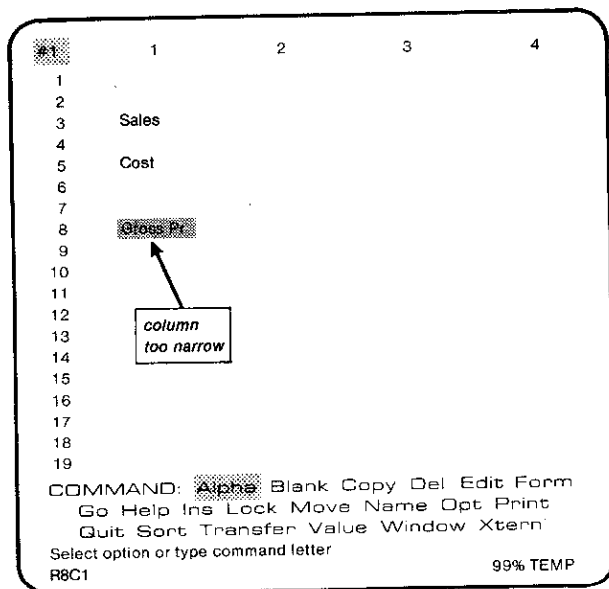 #1 1 2 3 4
1
2
3 Sales
4
5 Cost
6
7
8 Gross Pr
9
10
11
12
13
14
15
16
17
18
19
column
too narrow
COMMAND: Alpha Blank Copy Del Edit Form
Go Help Ins Lock Move Name Opt Print
Quit Sort Transfer Value Window Xtern
Select option or type command letter
R8C1 99% TEMP